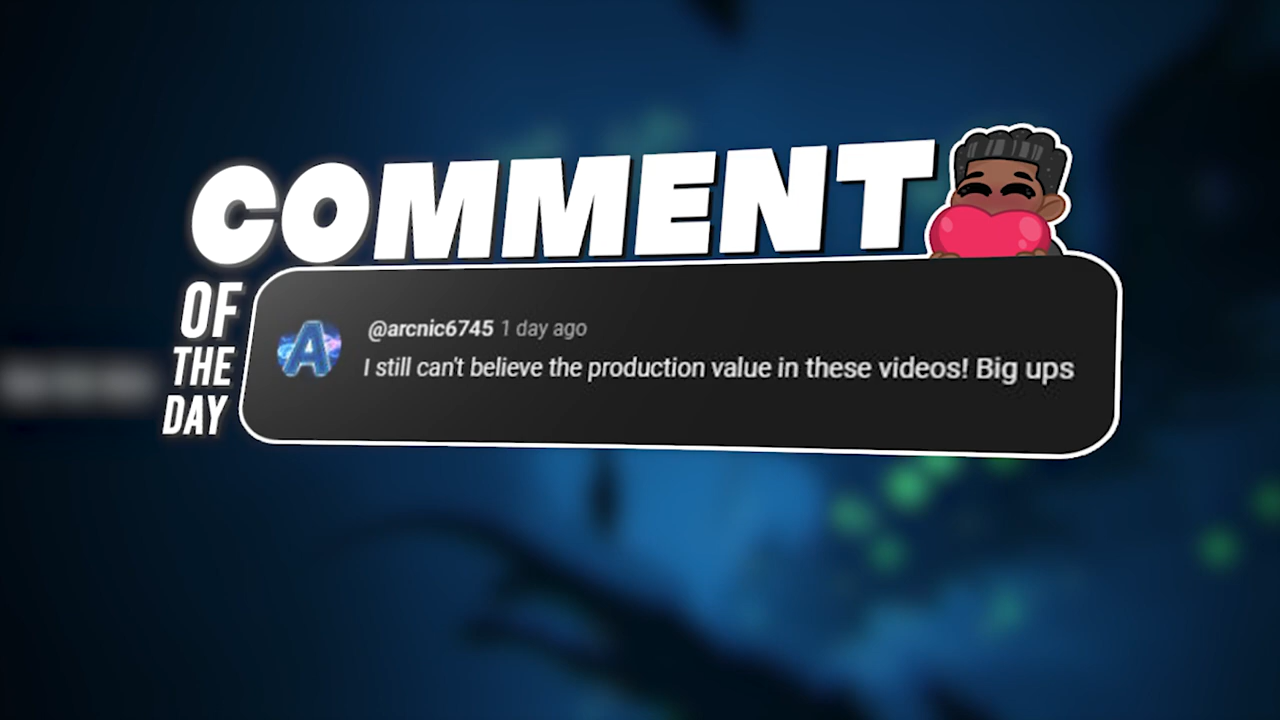 COMMENT
OF
THE
DAY
@arcnic6745 1 day ago
I still can't believe the production value in these videos! Big ups